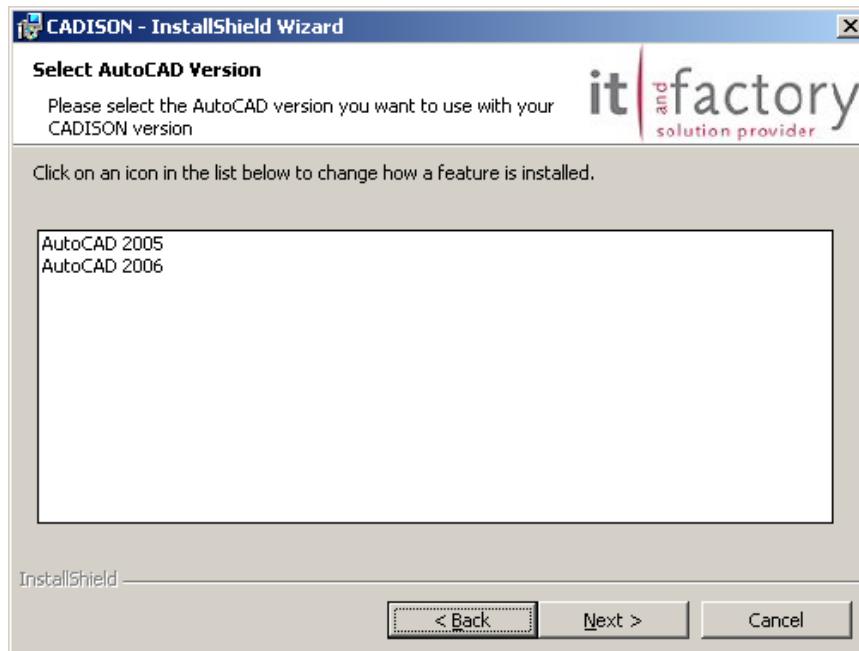 CADISON - InstallShield Wizard
Select AutoCAD Version
Please select the AutoCAD version you want to use with your
CADISON version
it and factory
solution provider
Click on an icon in the list below to change how a feature is installed.
AutoCAD 2005
AutoCAD 2006
InstallShield
< Back
Next >
Cancel